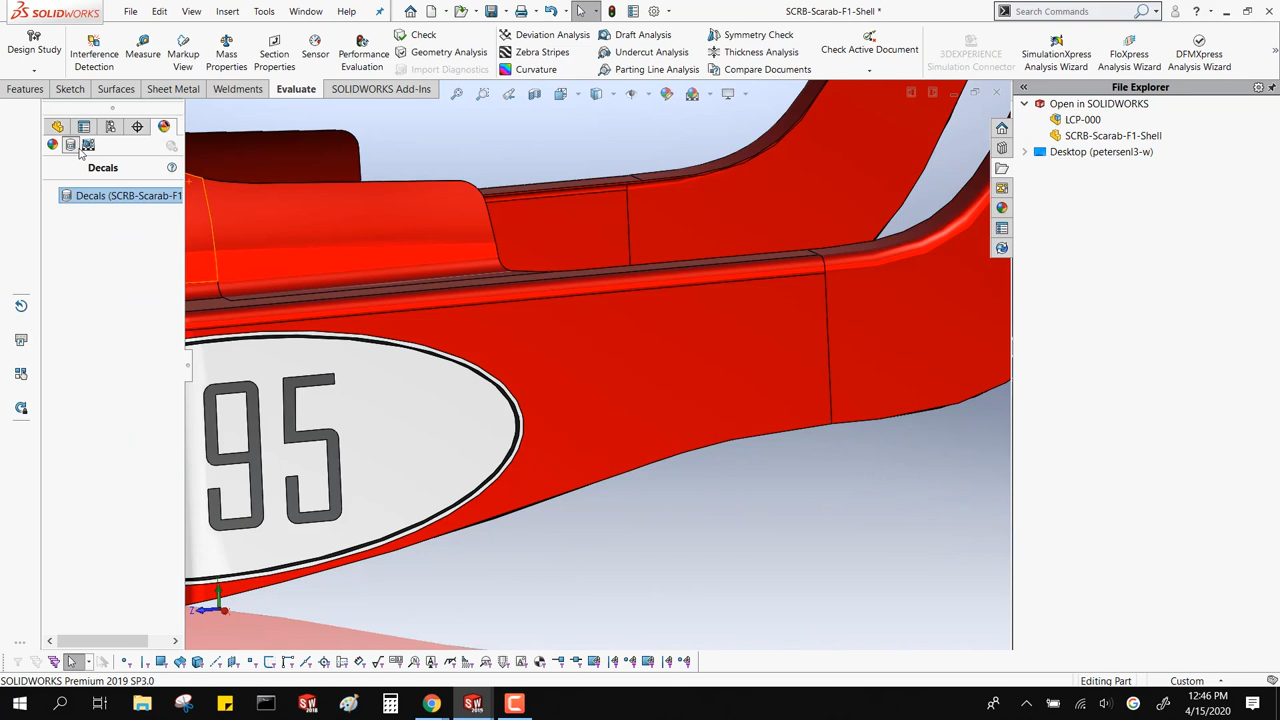 SOLIDWORKS File Edit View Insert Tools Window Help SCRB-Scarab-F1-Shell * Search Commands
Design Study
Interference Detection
Measure
Markup View
Mass Properties
Section Properties
Sensor
Performance Evaluation
Check
Geometry Analysis
Import Diagnostics
Deviation Analysis
Zebra Stripes
Curvature
Draft Analysis
Undercut Analysis
Parting Line Analysis
Symmetry Check
Thickness Analysis
Compare Documents
Check Active Document
3DEXPERIENCE Simulation Connector
SimulationXpress Analysis Wizard
FloXpress Analysis Wizard
DFMXpress Analysis Wizard
Features Sketch Surfaces Sheet Metal Weldments Evaluate SOLIDWORKS Add-Ins
Decals
Decals (SCRB-Scarab-F1
95
Z
File Explorer
Open in SOLIDWORKS
LCP-000
SCRB-Scarab-F1-Shell
Desktop (petersenl3-w)
SOLIDWORKS Premium 2019 SP3.0 Editing Part Custom
12:46 PM
4/15/2020